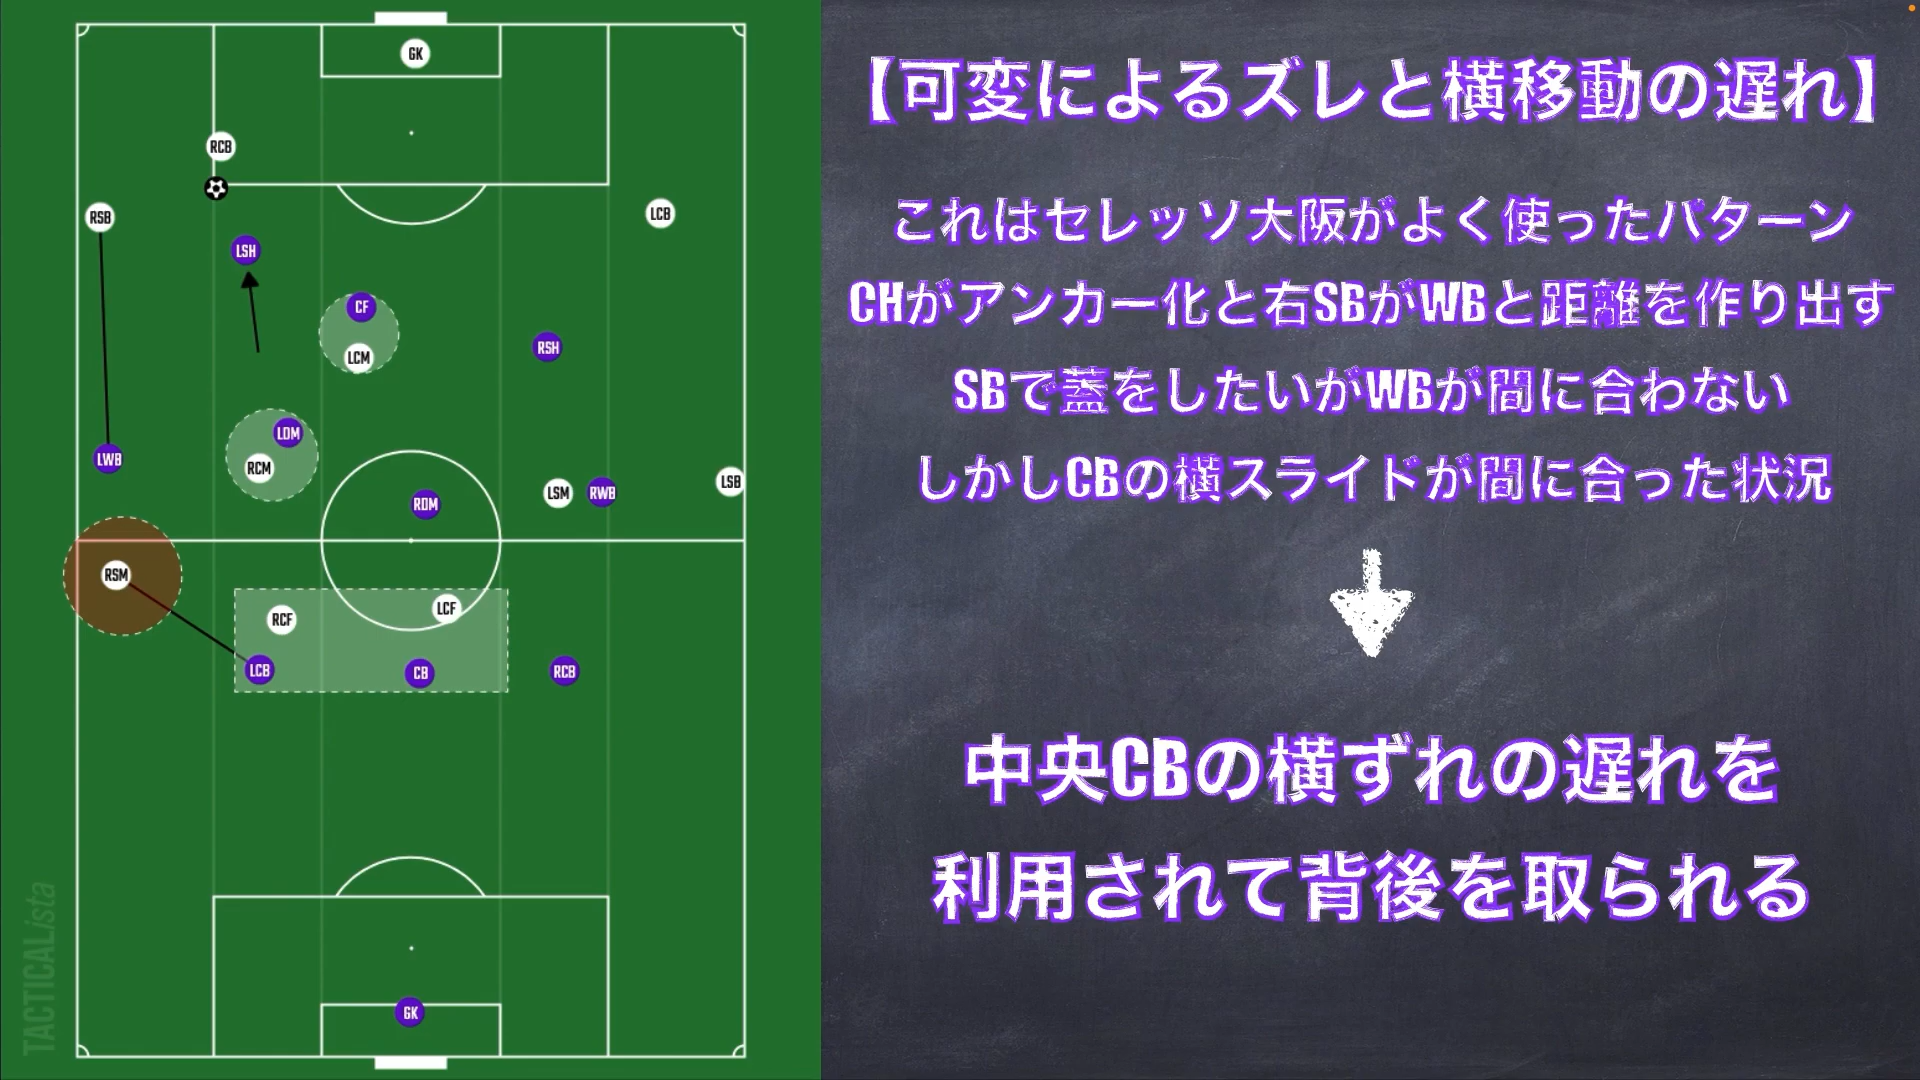 【可変によるズレと横移動の遅れ】
これはセレッソ大阪がよく使ったパターン
CHがアンカー化と右SBがWBと距離を作り出す
SBで蓋をしたいがWBが間に合わない
しかしCBの横スライドが間に合った状況
中央CBの横ずれの遅れを
利用されて背後を取られる
GK
RCB
RSB
LCB
LSH
CF
LCM
RSH
LDM
LWB
RCM
LSB
LSM
RWB
RDM
RSM
LCF
RCF
LCB
CB
RCB
GK
TACTICALista